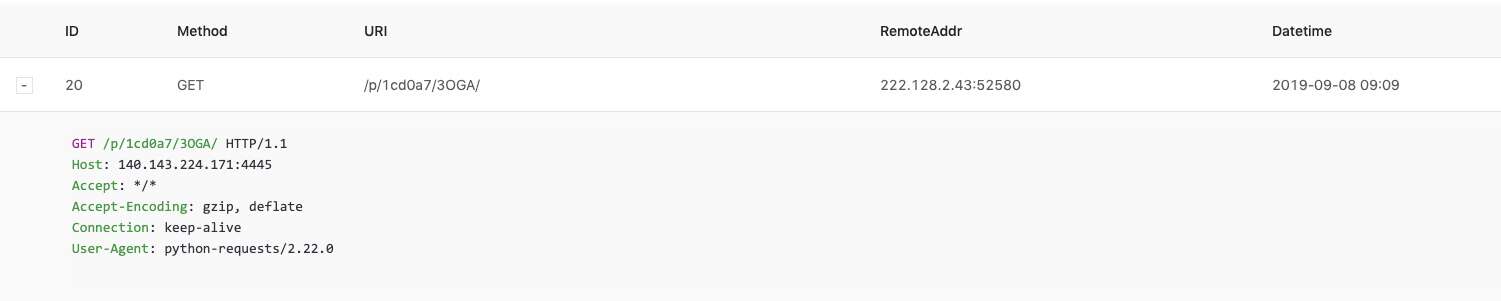 ID Method URI RemoteAddr Datetime
- 20 GET /p/1cd0a7/3OGA/ 222.128.2.43:52580 2019-09-08 09:09
GET /p/1cd0a7/3OGA/ HTTP/1.1
Host: 140.143.224.171:4445
Accept: */*
Accept-Encoding: gzip, deflate
Connection: keep-alive
User-Agent: python-requests/2.22.0